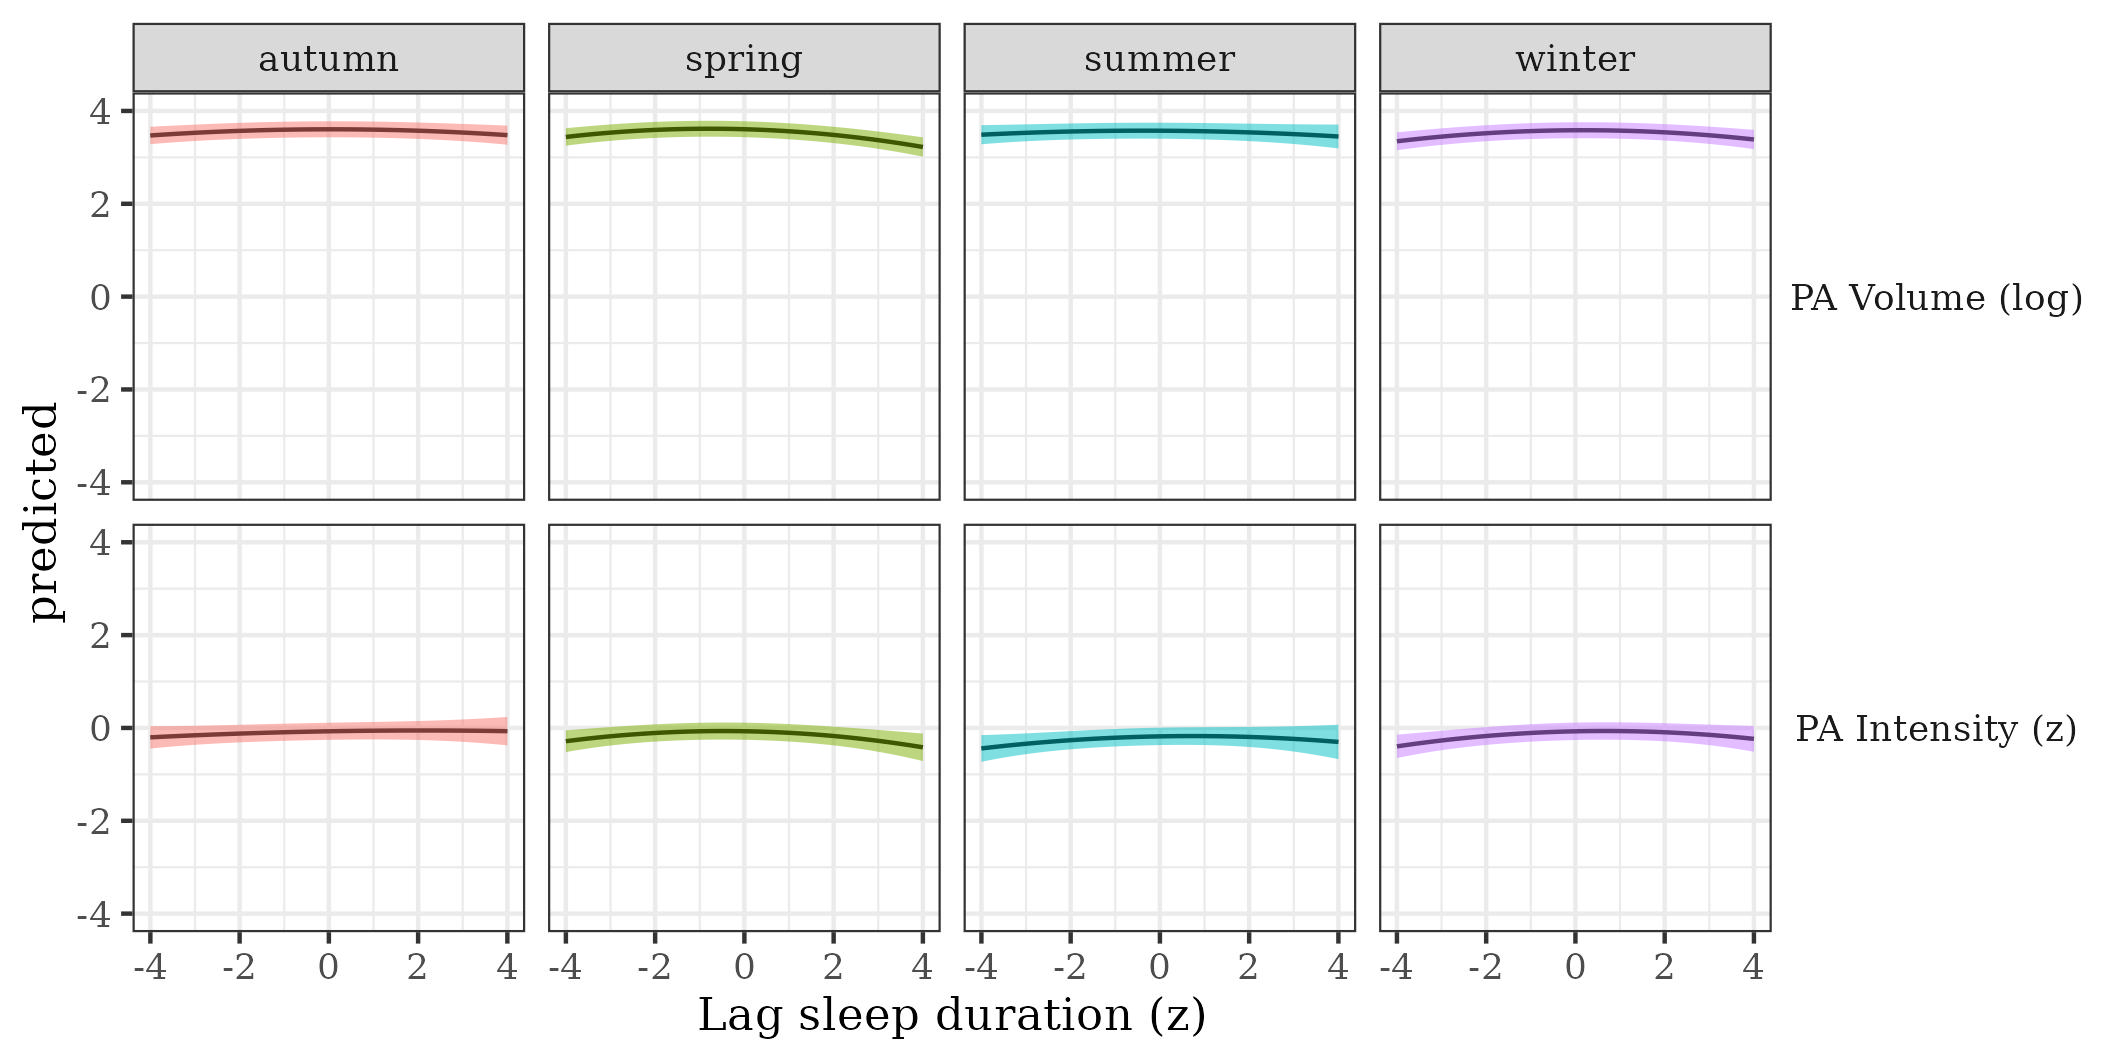 autumn spring summer winter
4
2
0
-2
-4
PA Volume (log)
predicted
4
2
0
-2
-4
PA Intensity (z)
-4 -2 0 2 4 -4 -2 0 2 4 -4 -2 0 2 4 -4 -2 0 2 4
Lag sleep duration (z)